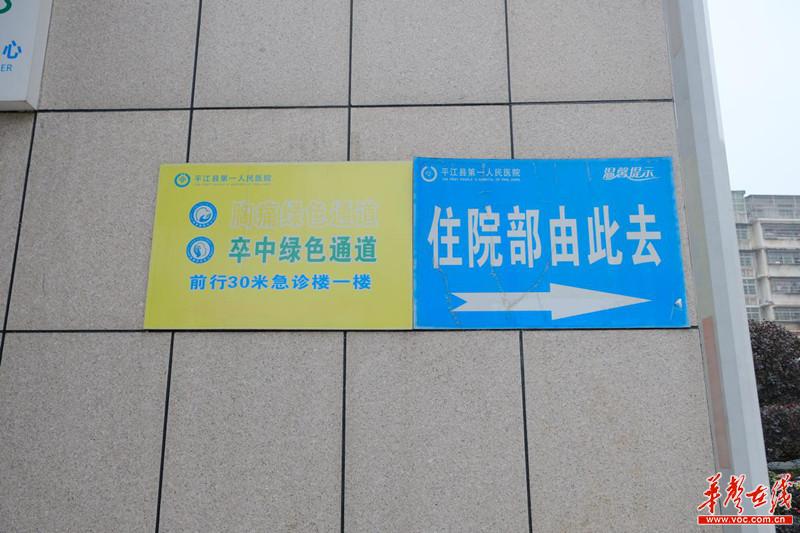 心
ER
平江县第一人民医院
胸痛绿色通道
卒中绿色通道
前行30米急诊楼一楼
平江县第一人民医院
温馨提示
住院部由此去
华声在线
www.voc.com.cn